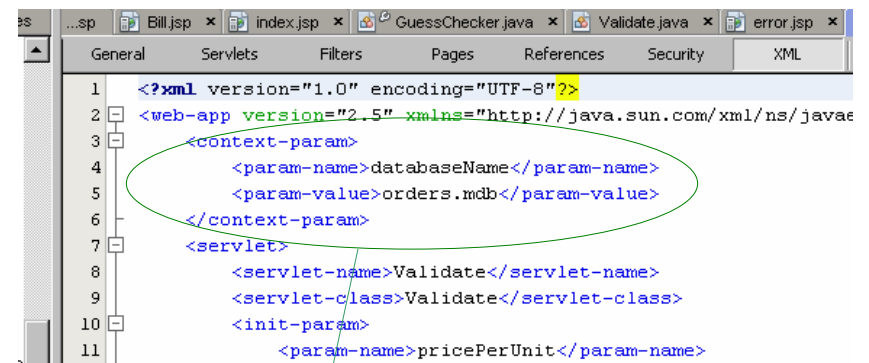 es ...sp Bill.jsp × index.jsp × GuessChecker.java × Validate.java × error.jsp ×
General Servlets Filters Pages References Security XML
1 <?xml version="1.0" encoding="UTF-8"?>
2 <web-app version="2.5" xmlns="http://java.sun.com/xml/ns/javae
3 <context-param>
4 <param-name>databaseName</param-name>
5 <param-value>orders.mdb</param-value>
6 </context-param>
7 <servlet>
8 <servlet-name>Validate</servlet-name>
9 <servlet-class>Validate</servlet-class>
10 <init-param>
11 <param-name>pricePerUnit</param-name>